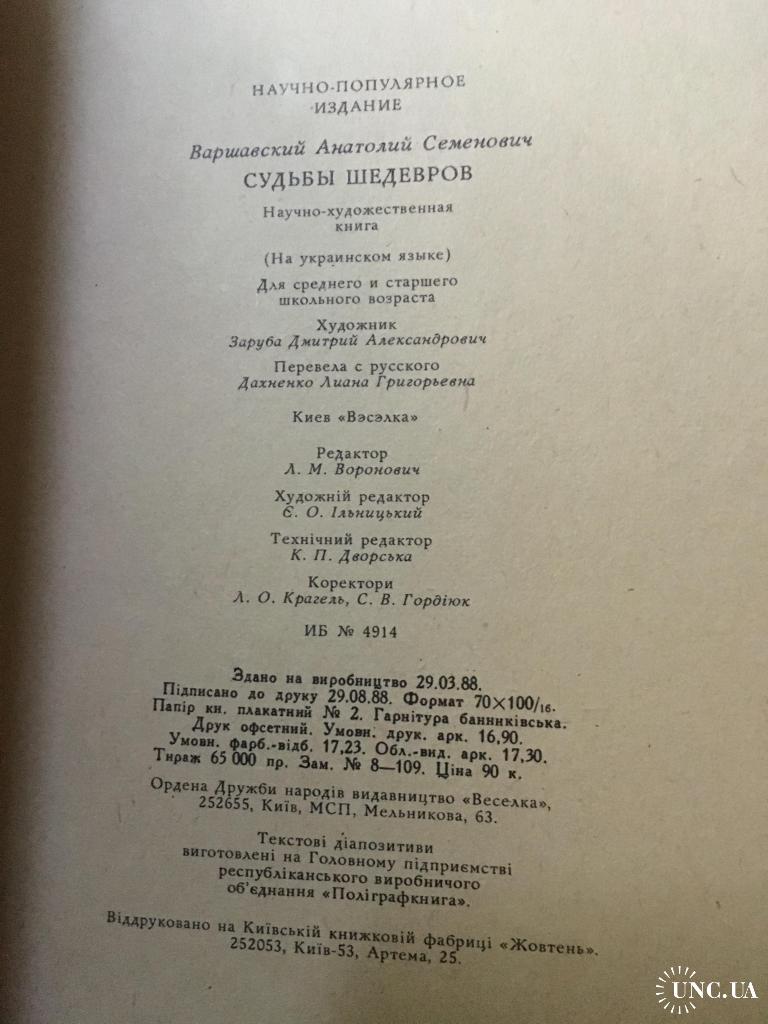 НАУЧНО-ПОПУЛЯРНОЕ
ИЗДАНИЕ
Варшавский Анатолий Семенович
СУДЬБЫ ШЕДЕВРОВ
Научно-художественная
книга
(На украинском языке)
Для среднего и старшего
школьного возраста
Художник
Заруба Дмитрий Александрович
Перевела с русского
Дахненко Лиана Григорьевна
Киев «Вэсэлка»
Редактор
Л. М. Воронович
Художній редактор
Є. О. Ільницький
Технічний редактор
К. П. Дворська
Коректори
Л. О. Крагель, С. В. Гордіюк
ИБ № 4914
Здано на виробництво 29.03.88.
Підписано до друку 29.08.88. Формат 70×100/16.
Папір кн. плакатний № 2. Гарнітура банниківська.
Друк офсетний. Умовн. друк. арк. 16,90.
Умовн. фарб.-відб. 17,23. Обл.-вид. арк. 17,30.
Тираж 65 000 пр. Зам. № 8—109. Ціна 90 к.
Ордена Дружби народів видавництво «Веселка»,
252655, Київ, МСП, Мельникова, 63.
Текстові діапозитиви
виготовлені на Головному підприємстві
республіканського виробничого
об'єднання «Поліграфкнига».
Віддруковано на Київській книжковій фабриці «Жовтень».
252053, Київ-53, Артема, 25.
UNC.UA